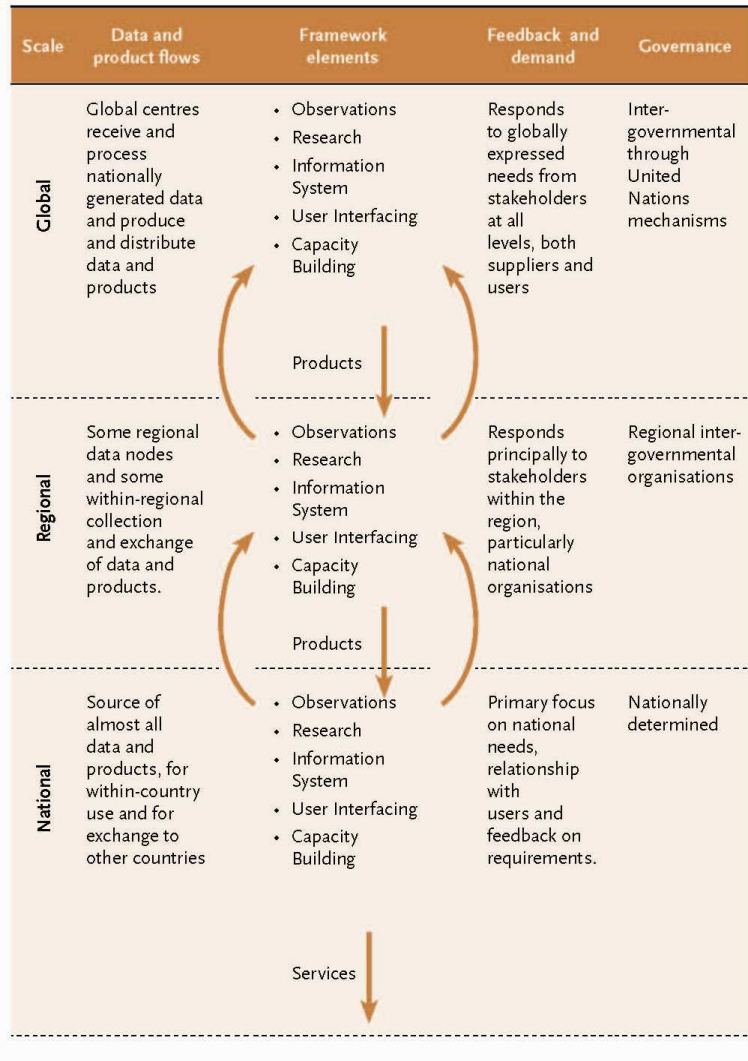 Scale
Data and
product flows
Framework
elements
Feedback and
demand
Governance
Global
Global centres
receive and
process
nationally
generated data
and produce
and distribute
data and
products
• Observations
• Research
• Information
System
• User Interfacing
• Capacity
Building
Responds
to globally
expressed
needs from
stakeholders
at all
levels, both
suppliers and
users
Inter-
governmental
through
United
Nations
mechanisms
Products
Regional
Some regional
data nodes
and some
within-regional
collection
and exchange
of data and
products.
• Observations
• Research
• Information
System
• User Interfacing
• Capacity
Building
Responds
principally to
stakeholders
within the
region,
particularly
national
organisations
Regional inter-
governmental
organisations
Products
National
Source of
almost all
data and
products, for
within-country
use and for
exchange to
other countries
• Observations
• Research
• Information
System
• User Interfacing
• Capacity
Building
Primary focus
on national
needs,
relationship
with
users and
feedback on
requirements.
Nationally
determined
Services